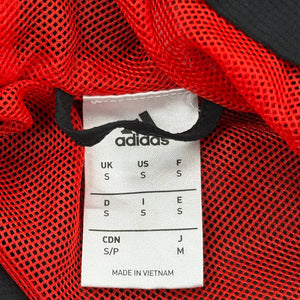 adidas
UK US F
S S S
D I E
S S S
CDN J
S/P M
MADE IN VIETNAM